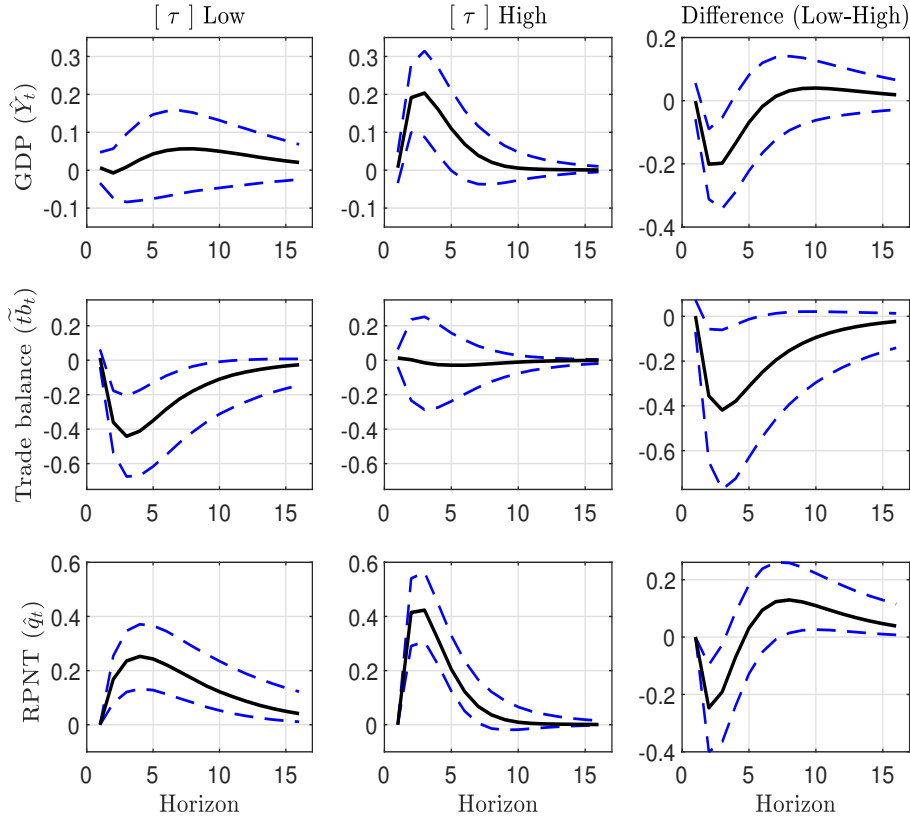 [ τ ] Low
[ τ ] High
Difference (Low-High)
GDP (Ŷ_t)
0.3
0.2
0.1
0
-0.1
0 5 10 15
0.3
0.2
0.1
0
-0.1
0 5 10 15
0.2
0
-0.2
-0.4
0 5 10 15
Trade balance (t͠b_t)
0.2
0
-0.2
-0.4
-0.6
0 5 10 15
0.2
0
-0.2
-0.4
-0.6
0 5 10 15
0
-0.2
-0.4
-0.6
0 5 10 15
RPNT (q̂_t)
0.6
0.4
0.2
0
0 5 10 15
Horizon
0.6
0.4
0.2
0
0 5 10 15
Horizon
0.2
0
-0.2
-0.4
0 5 10 15
Horizon